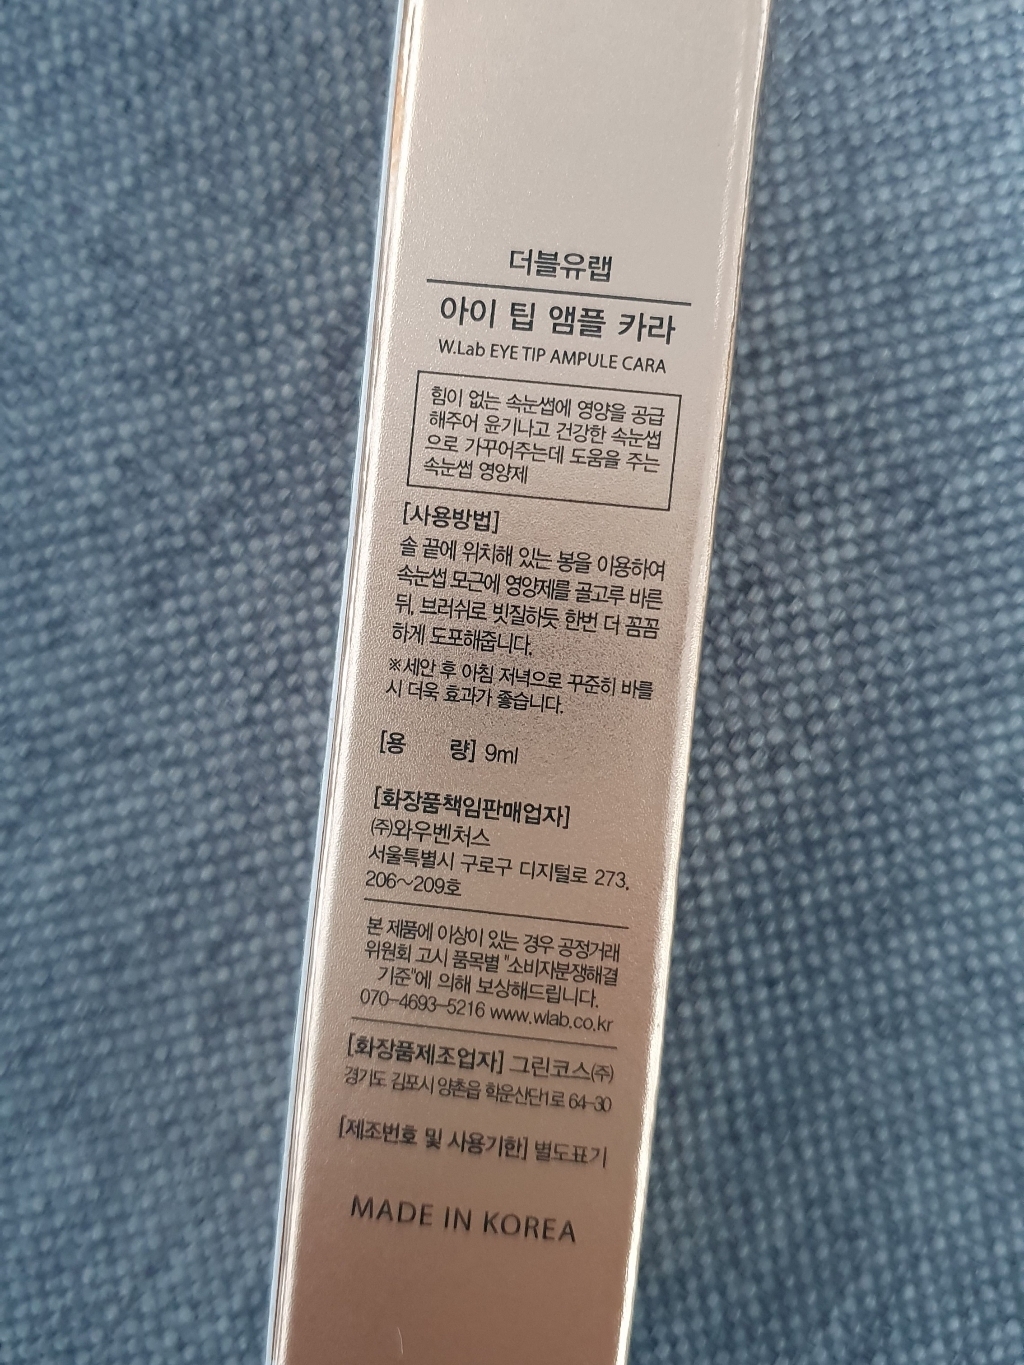 더블유랩
아이 팁 앰플 카라
W.Lab EYE TIP AMPULE CARA
힘이 없는 속눈썹에 영양을 공급
해주어 윤기나고 건강한 속눈썹
으로 가꾸어주는데 도움을 주는
속눈썹 영양제
[사용방법]
솔 끝에 위치해 있는 봉을 이용하여
속눈썹 모근에 영양제를 골고루 바른
뒤, 브러쉬로 빗질하듯 한번 더 꼼꼼
하게 도포해줍니다.
※세안 후 아침 저녁으로 꾸준히 바를
시 더욱 효과가 좋습니다.
[용 량] 9ml
[화장품책임판매업자]
㈜와우벤처스
서울특별시 구로구 디지털로 273,
206~209호
본 제품에 이상이 있는 경우 공정거래
위원회 고시 품목별 "소비자분쟁해결
기준"에 의해 보상해드립니다.
070-4693-5216 www.wlab.co.kr
[화장품제조업자] 그린코스㈜
경기도 김포시 양촌읍 학운산단1로 64-30
[제조번호 및 사용기한] 별도표기
MADE IN KOREA